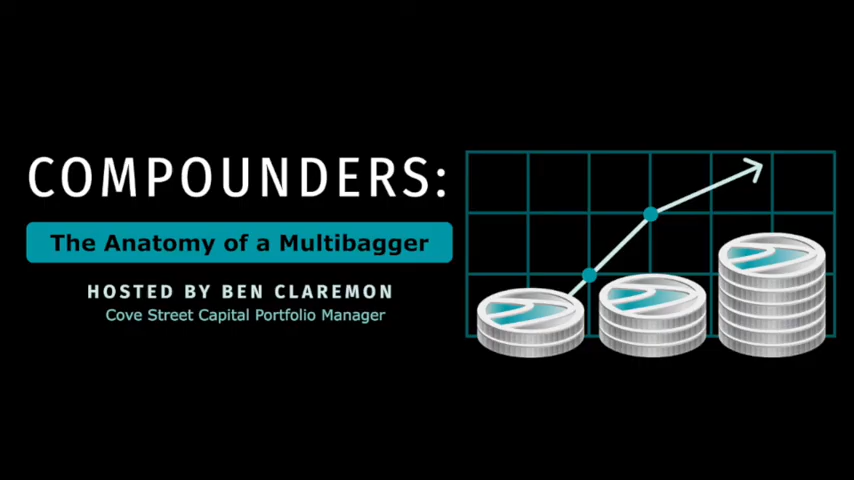 COMPOUNDERS:
The Anatomy of a Multibagger
HOSTED BY BEN CLAREMON
Cove Street Capital Portfolio Manager